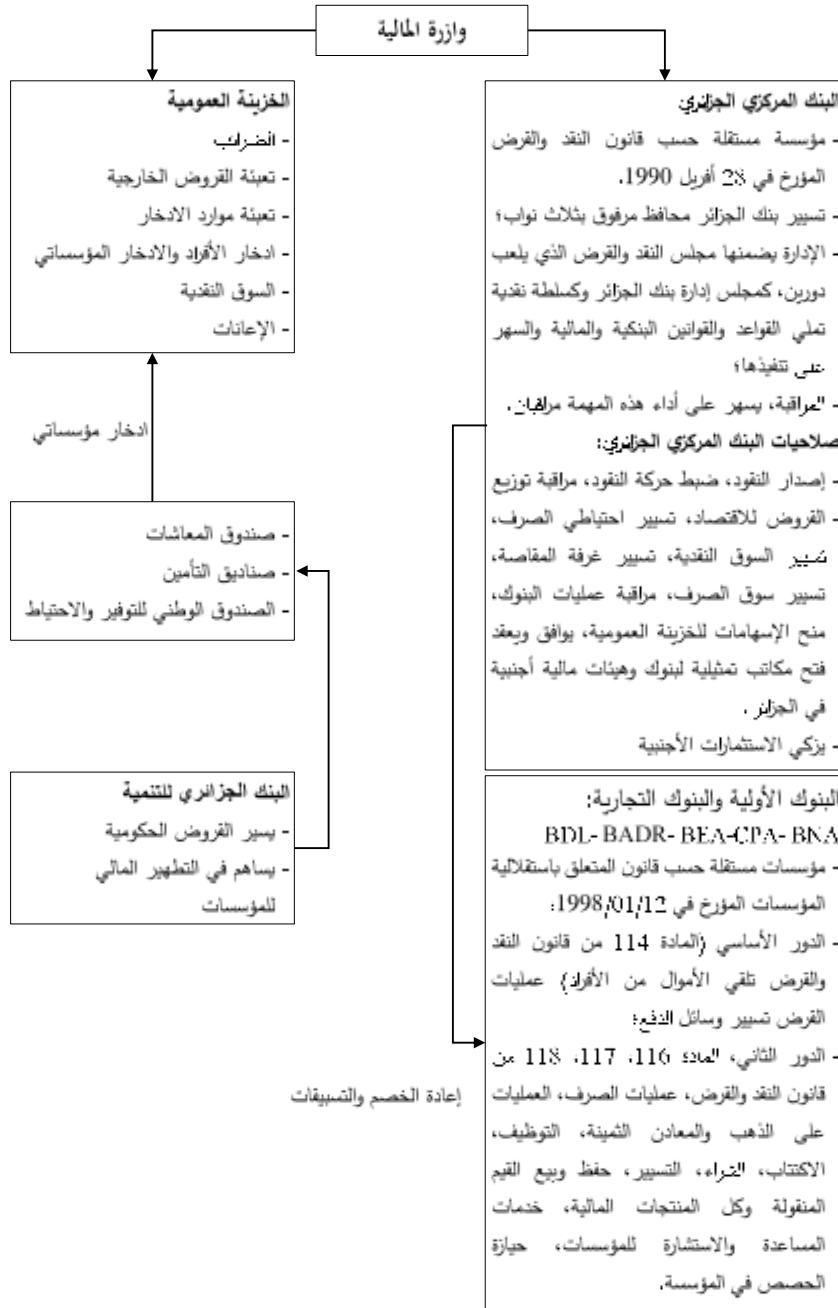 وازرة المالية
البنك المركزي الجزائري:
- مؤسسة مستقلة حسب قانون النقد والقرض
المؤرخ في 28 أفريل 1990.
- تسيير بنك الجزائر محافظ مرفوق بثلاث نواب؛
- الإدارة يضمنها مجلس النقد والقرض الذي يلعب
دورين، كمجلس إدارة بنك الجزائر وكسلطة نقدية
تملي القواعد والقوانين البنكية والمالية والسهر
على تنفيذها؛
- المراقبة، يسهر على أداء هذه المهمة مراقبان.
صلاحيات البنك المركزي الجزائري:
- إصدار النقود، ضبط حركة النقود، مراقبة توزيع
- القروض للاقتصاد، تسيير احتياطي الصرف،
تسيير السوق النقدية، تسيير غرفة المقاصة،
تسيير سوق الصرف، مراقبة عمليات البنوك،
منح الإسهامات للخزينة العمومية، يوافق ويعقد
فتح مكاتب تمثيلية لبنوك وهيئات مالية أجنبية
في الجزائر .
- يزكي الاستثمارات الأجنبية
البنوك الأولية والبنوك التجارية:
BDL- BADR- BEA-CPA- BNA
- مؤسسات مستقلة حسب قانون المتعلق باستقلالية
المؤسسات المؤرخ في 1998/01/12؛
- الدور الأساسي (المادة 114 من قانون النقد
والقرض تلقي الأموال من الأفراد) عمليات
القرض تسيير وسائل الدفع؛
- الدور الثاني، المادة 116، 117، 118 من
قانون النقد والقرض، عمليات الصرف، العمليات
على الذهب والمعادن الثمينة، التوظيف،
الاكتتاب، الشراء، التسيير، حفظ وبيع القيم
المنقولة وكل المنتجات المالية، خدمات
المساعدة والاستشارة للمؤسسات، حيازة
الحصص في المؤسسة.
الخزينة العمومية
- الضرائب
- تعبئة القروض الخارجية
- تعبئة موارد الادخار
- ادخار الأفراد والادخار المؤسساتي
- السوق النقدية
- الإعانات
ادخار مؤسساتي
- صندوق المعاشات
- صناديق التأمين
- الصندوق الوطني للتوفير والاحتياط
البنك الجزائري للتنمية
- يسير القروض الحكومية
- يساهم في التطهير المالي
للمؤسسات
إعادة الخصم والتسبيقات